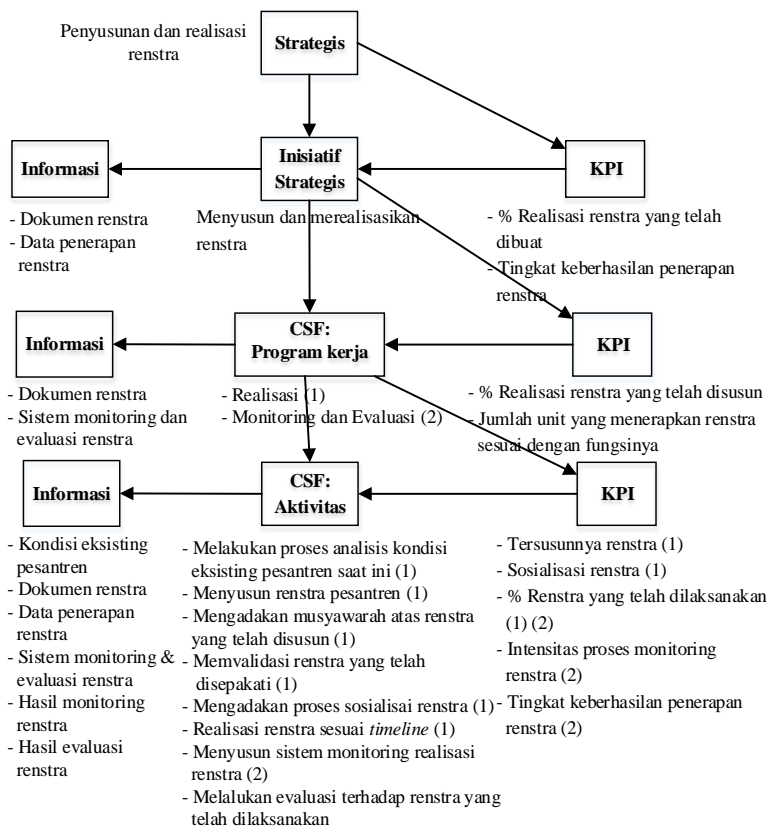 Penyusunan dan realisasi
renstra
Strategis
Informasi
Inisiatif
Strategis
KPI
- Dokumen renstra
- Data penerapan
renstra
Menyusun dan merealisasikan
renstra
- % Realisasi renstra yang telah
dibuat
- Tingkat keberhasilan penerapan
renstra
Informasi
CSF:
Program kerja
KPI
- Dokumen renstra
- Sistem monitoring dan
evaluasi renstra
- Realisasi (1)
- Monitoring dan Evaluasi (2)
- % Realisasi renstra yang telah disusun
- Jumlah unit yang menerapkan renstra
sesuai dengan fungsinya
Informasi
CSF:
Aktivitas
KPI
- Kondisi eksisting
pesantren
- Dokumen renstra
- Data penerapan
renstra
- Sistem monitoring &
evaluasi renstra
- Hasil monitoring
renstra
- Hasil evaluasi
renstra
- Melakukan proses analisis kondisi
eksisting pesantren saat ini (1)
- Menyusun renstra pesantren (1)
- Mengadakan musyawarah atas renstra
yang telah disusun (1)
- Memvalidasi renstra yang telah
disepakati (1)
- Mengadakan proses sosialisai renstra (1)
- Realisasi renstra sesuai timeline (1)
- Menyusun sistem monitoring realisasi
renstra (2)
- Melalukan evaluasi terhadap renstra yang
telah dilaksanakan
- Tersusunnya renstra (1)
- Sosialisasi renstra (1)
- % Renstra yang telah dilaksanakan
(1) (2)
- Intensitas proses monitoring
renstra (2)
- Tingkat keberhasilan penerapan
renstra (2)